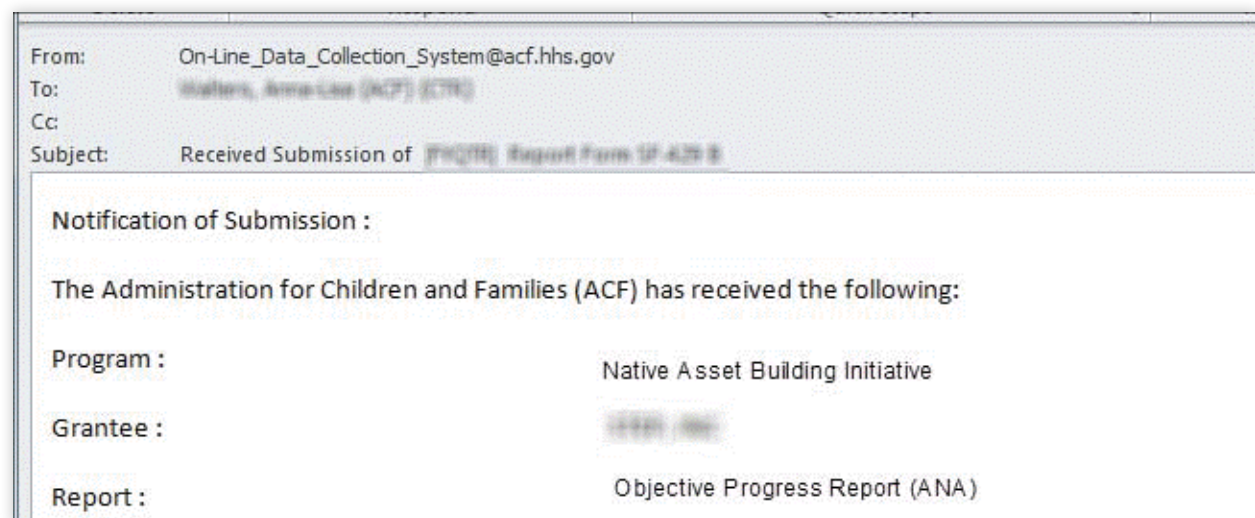 From: On-Line_Data_Collection_System@acf.hhs.gov
To:
Cc:
Subject: Received Submission of
Notification of Submission :
The Administration for Children and Families (ACF) has received the following:
Program : Native Asset Building Initiative
Grantee :
Report : Objective Progress Report (ANA)